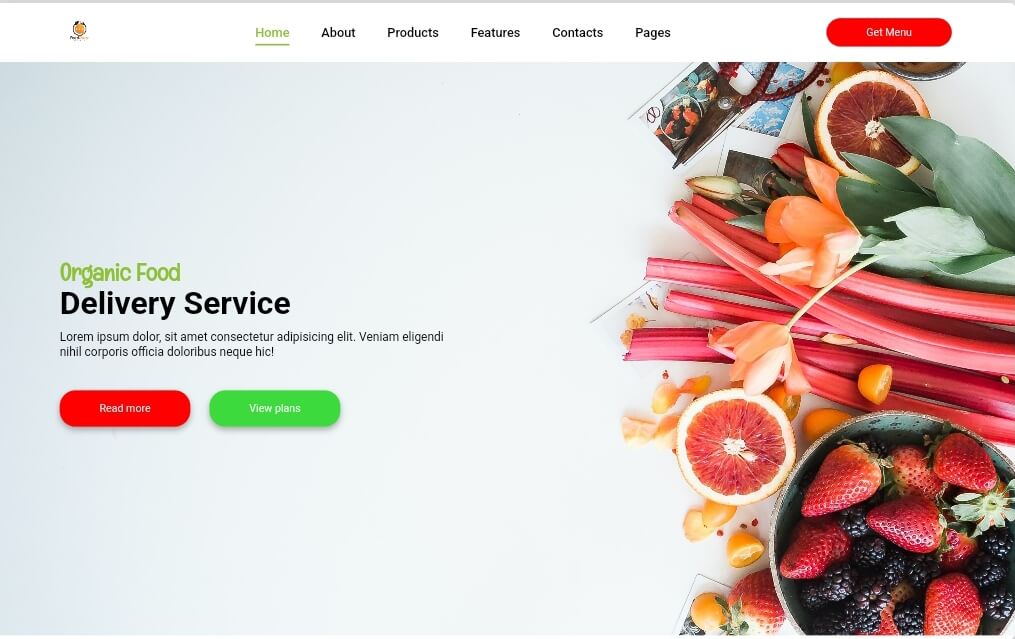 Home About Products Features Contacts Pages Get Menu
Organic Food
Delivery Service
Lorem ipsum dolor, sit amet consectetur adipisicing elit. Veniam eligendi
nihil corporis officia doloribus neque hic!
Read more View plans